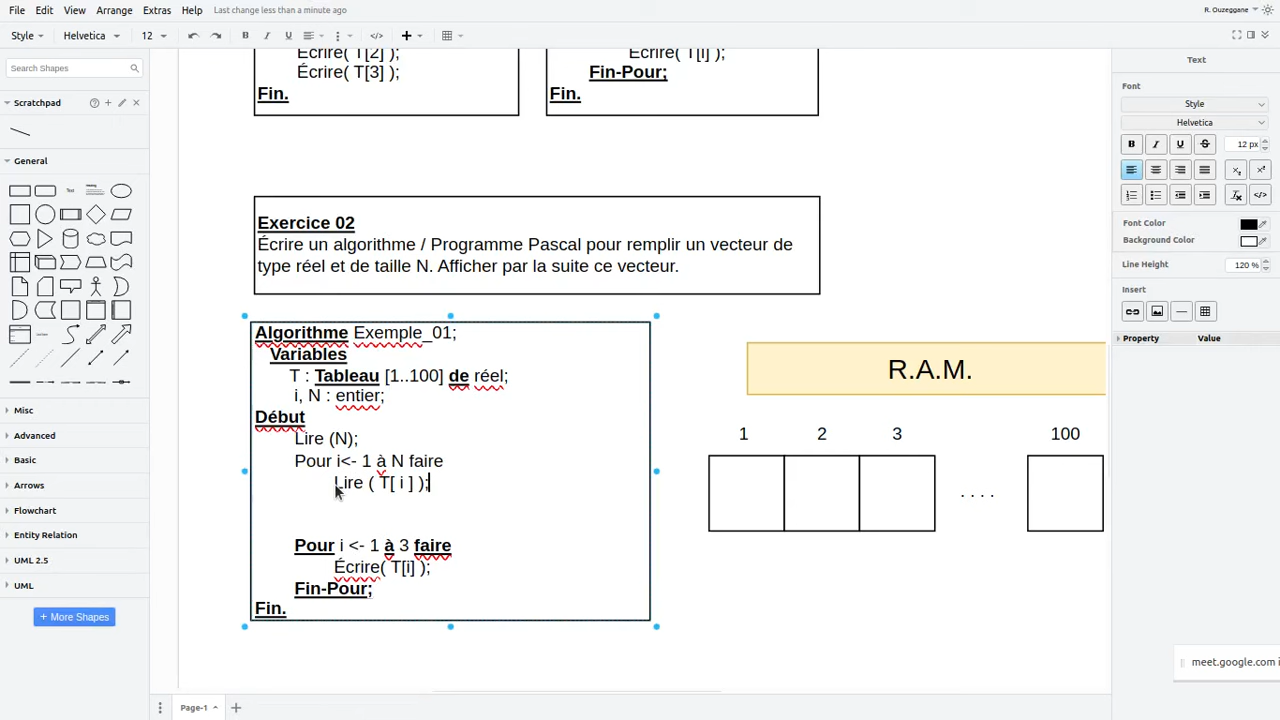 File Edit View Arrange Extras Help Last change less than a minute ago
R. Ouzeggane
Style Helvetica 12
Search Shapes
Scratchpad
General
Text
Misc
Advanced
Basic
Arrows
Flowchart
Entity Relation
UML 2.5
UML
+ More Shapes
Écrire( T[2] );
Écrire( T[3] );
Fin.
Écrire( T[i] );
Fin-Pour;
Fin.
Exercice 02
Écrire un algorithme / Programme Pascal pour remplir un vecteur de
type réel et de taille N. Afficher par la suite ce vecteur.
Algorithme Exemple_01;
Variables
T : Tableau [1..100] de réel;
i, N : entier;
Début
Lire (N);
Pour i<- 1 à N faire
Lire ( T[ i ] );
Pour i <- 1 à 3 faire
Écrire( T[i] );
Fin-Pour;
Fin.
R.A.M.
1 2 3 100
. . . .
Text
Font
Style
Helvetica
B I U S 12 px
Font Color
Background Color
Line Height 120 %
Insert
Property Value
meet.google.com i
Page-1